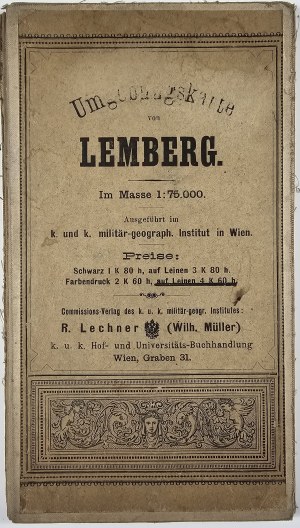 Umgebungskarte
von
LEMBERG.
Im Masse 1:75.000.
Ausgeführt im
k. und k. militär-geograph. Institut in Wien.
Preise:
Schwarz 1 K 80 h, auf Leinen 3 K 80 h.
Farbendruck 2 K 60 h, auf Leinen 4 K 60 h.
Commissions-Verlag des k. u. k. militär-geogr. Institutes:
R. Lechner (Wilh. Müller)
k. u. k. Hof- und Universitäts-Buchhandlung
Wien, Graben 31.